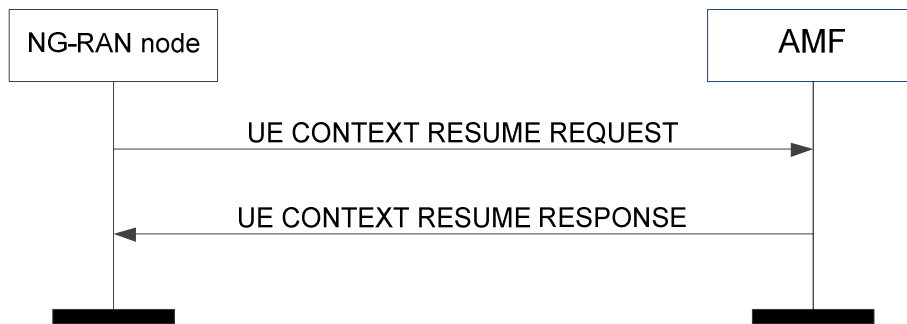 NG-RAN node
AMF
UE CONTEXT RESUME REQUEST
UE CONTEXT RESUME RESPONSE